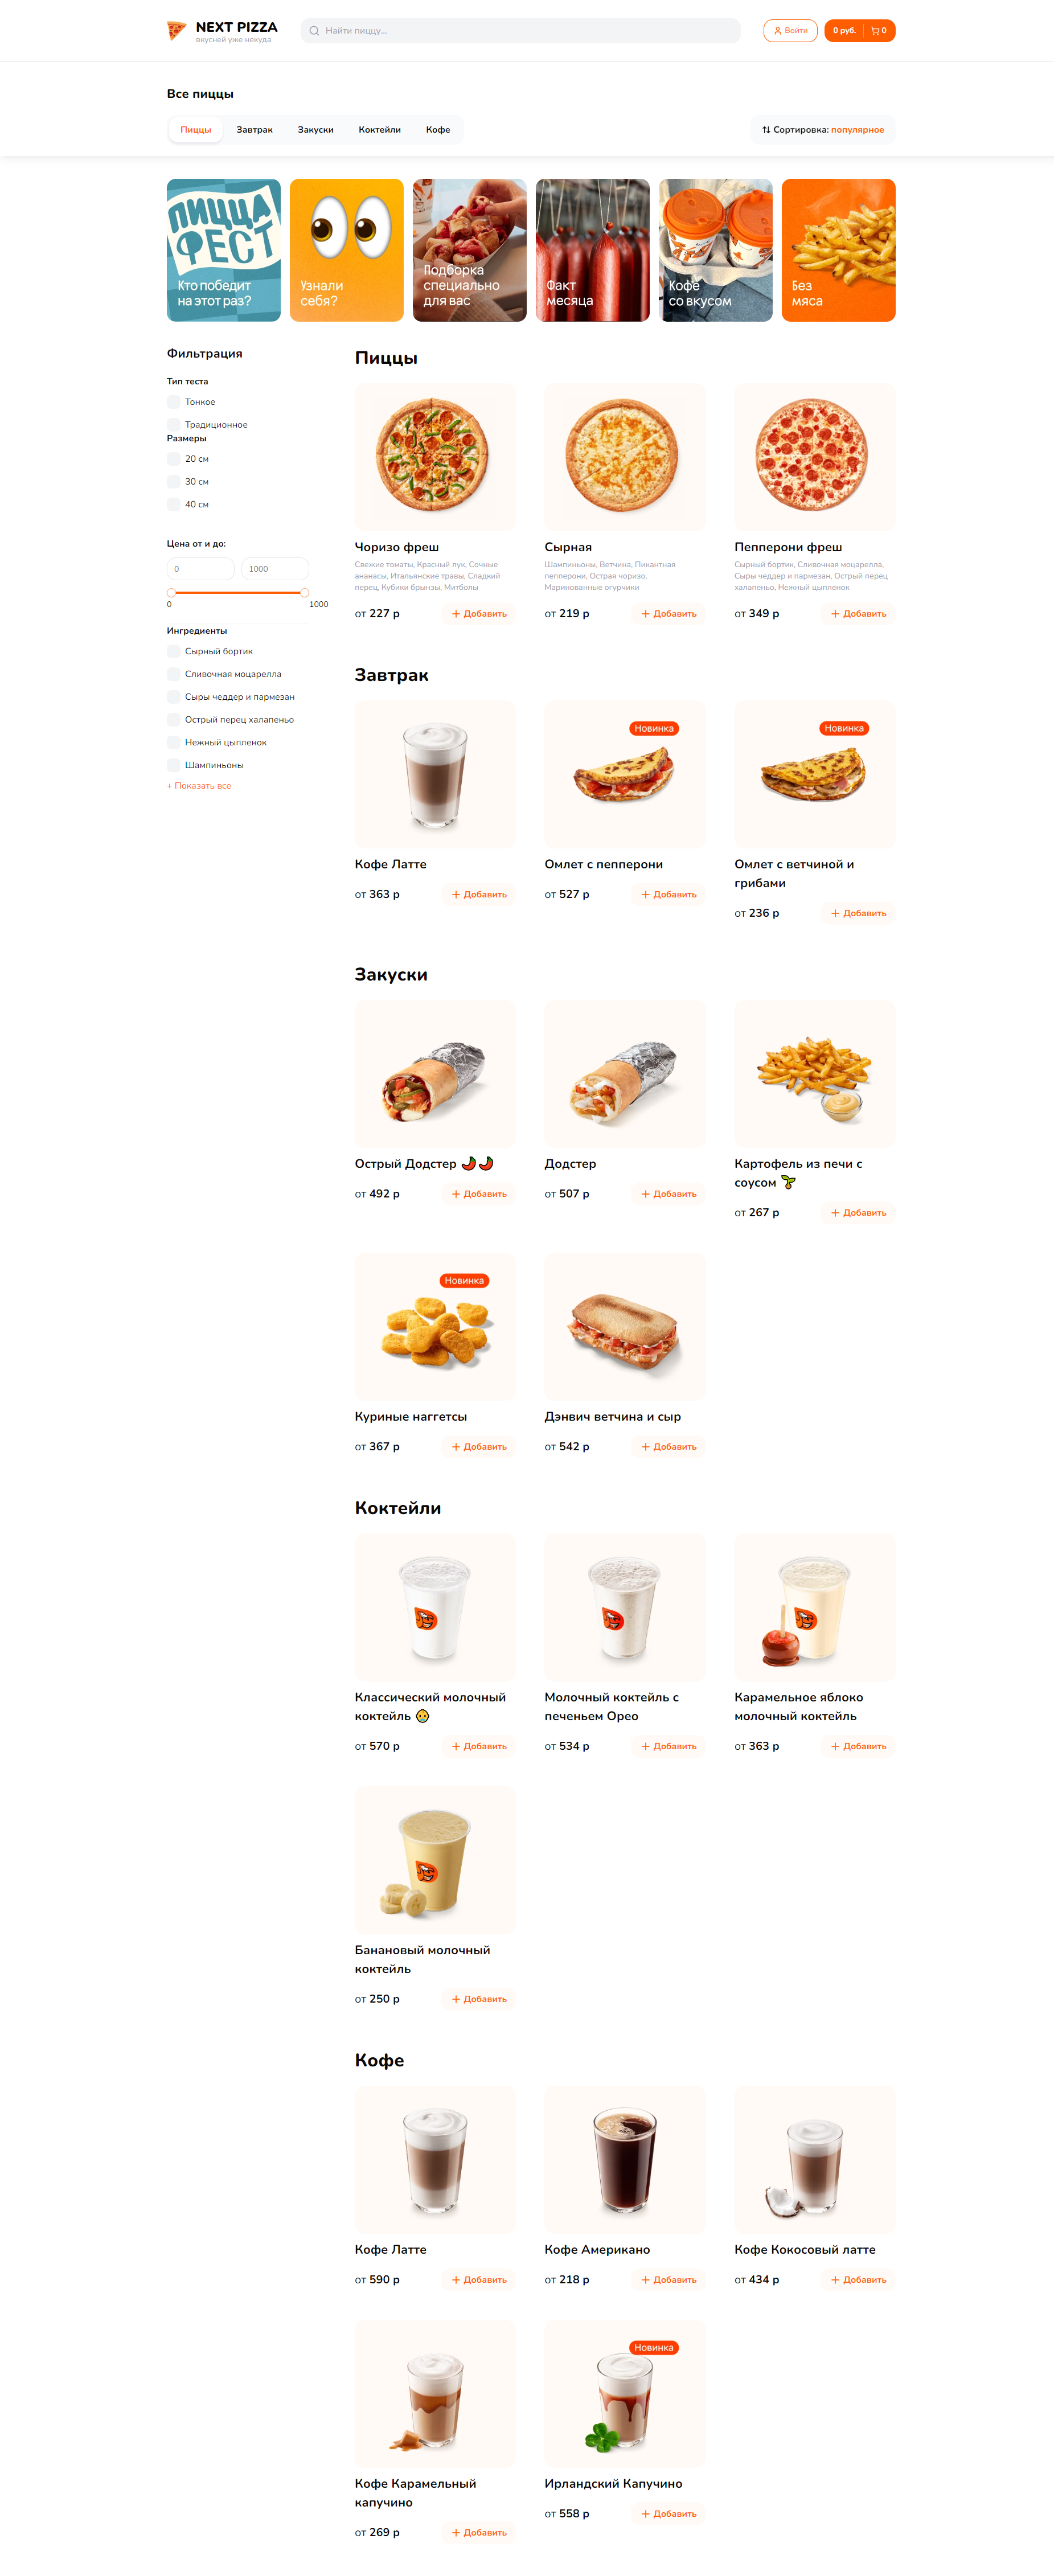 NEXT PIZZA
вкусней уже некуда
Найти пиццу...
Войти
0 руб.
0
Все пиццы
Пиццы
Завтрак
Закуски
Коктейли
Кофе
Сортировка: популярное
ПИЦЦА
ФЕСТ
Кто победит
на этот раз?
Узнали
себя?
Подборка
специально
для вас
Факт
месяца
Кофе
со вкусом
Без
мяса
Фильтрация
Тип теста
Тонкое
Традиционное
Размеры
20 см
30 см
40 см
Цена от и до:
0
1000
0
1000
Ингредиенты
Сырный бортик
Сливочная моцарелла
Сыры чеддер и пармезан
Острый перец халапеньо
Нежный цыпленок
Шампиньоны
+ Показать все
Пиццы
Чоризо фреш
Свежие томаты, Красный лук, Сочные
ананасы, Итальянские травы, Сладкий
перец, Кубики брынзы, Митболы
от 227 р
Добавить
Сырная
Шампиньоны, Ветчина, Пикантная
пепперони, Острая чоризо,
Маринованные огурчики
от 219 р
Добавить
Пепперони фреш
Сырный бортик, Сливочная моцарелла,
Сыры чеддер и пармезан, Острый перец
халапеньо, Нежный цыпленок
от 349 р
Добавить
Завтрак
Кофе Латте
от 363 р
Добавить
Новинка
Омлет с пепперони
от 527 р
Добавить
Новинка
Омлет с ветчиной и
грибами
от 236 р
Добавить
Закуски
Острый Додстер 🌶🌶
от 492 р
Добавить
Додстер
от 507 р
Добавить
Картофель из печи с
соусом 🌱
от 267 р
Добавить
Новинка
Куриные наггетсы
от 367 р
Добавить
Дэнвич ветчина и сыр
от 542 р
Добавить
Коктейли
Классический молочный
коктейль 👶
от 570 р
Добавить
Молочный коктейль с
печеньем Орео
от 534 р
Добавить
Карамельное яблоко
молочный коктейль
от 363 р
Добавить
Банановый молочный
коктейль
от 250 р
Добавить
Кофе
Кофе Латте
от 590 р
Добавить
Кофе Американо
от 218 р
Добавить
Кофе Кокосовый латте
от 434 р
Добавить
Кофе Карамельный
капучино
от 269 р
Добавить
Новинка
Ирландский Капучино
от 558 р
Добавить